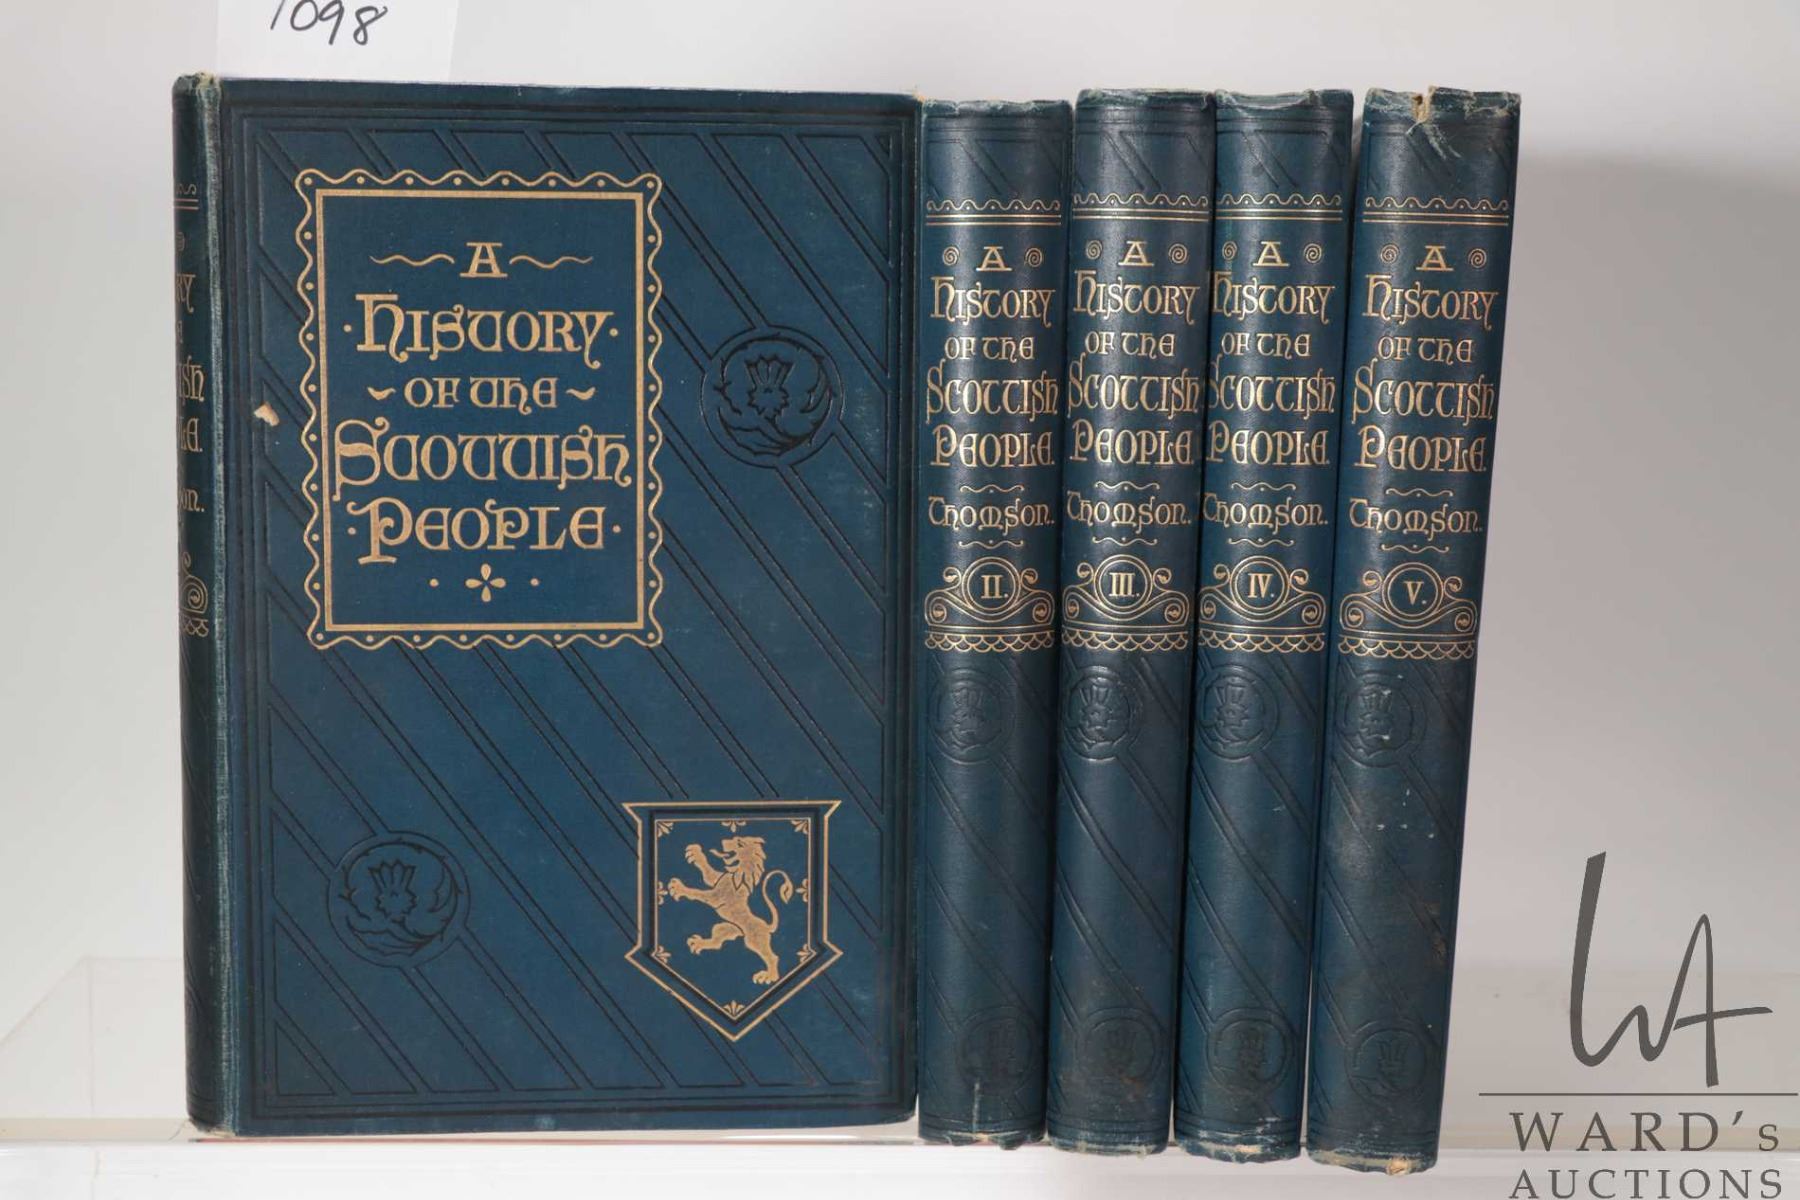 1098
A
HISTORY
OF THE
SCOTTISH
PEOPLE
A
HISTORY
OF THE
SCOTTISH
PEOPLE.
THOMSON.
II.
A
HISTORY
OF THE
SCOTTISH
PEOPLE.
THOMSON.
III.
A
HISTORY
OF THE
SCOTTISH
PEOPLE.
THOMSON.
IV.
A
HISTORY
OF THE
SCOTTISH
PEOPLE.
THOMSON.
V.
WA
WARD's
AUCTIONS